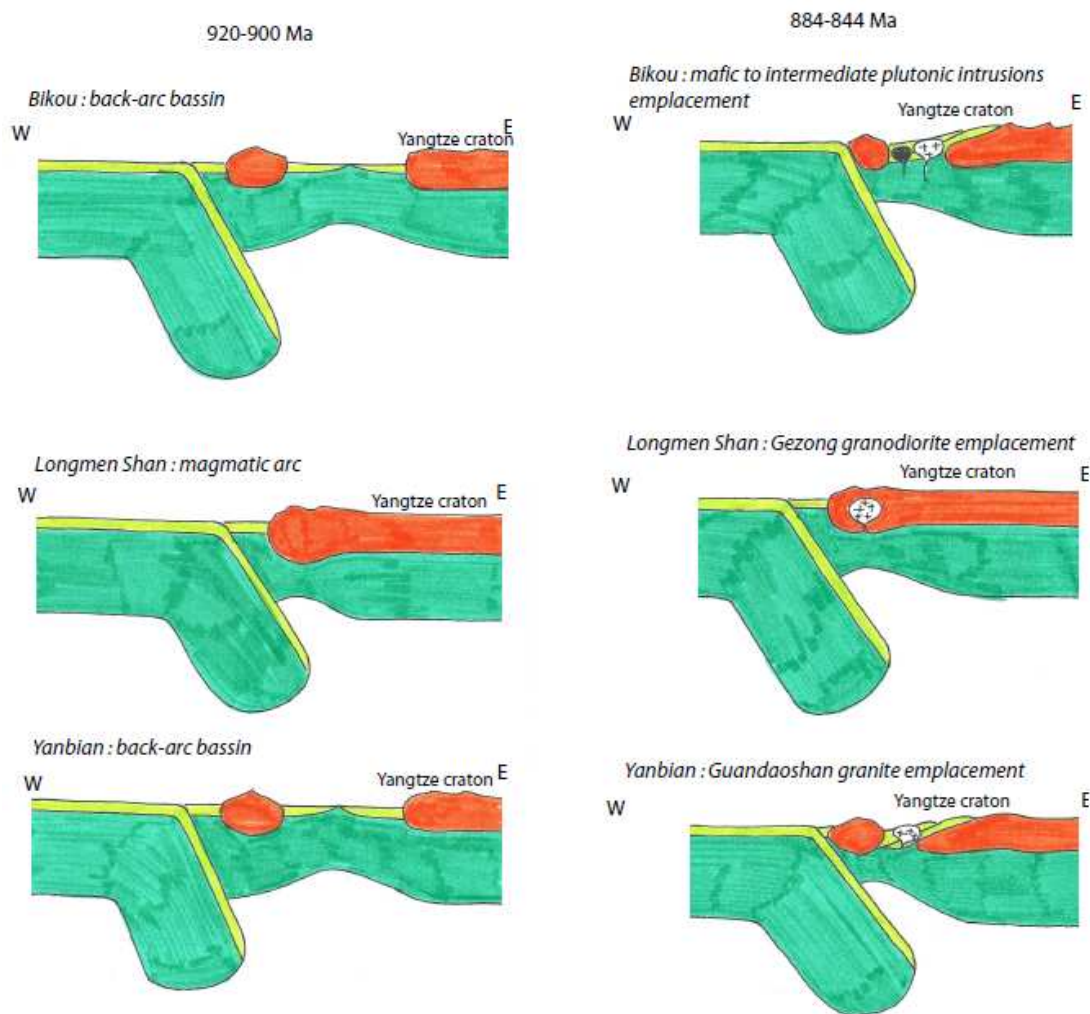 920-900 Ma
Bikou : back-arc bassin
W
E
Yangtze craton
Longmen Shan : magmatic arc
W
E
Yangtze craton
Yanbian : back-arc bassin
W
E
Yangtze craton
884-844 Ma
Bikou : mafic to intermediate plutonic intrusions
emplacement
W
E
Yangtze craton
Longmen Shan : Gezong granodiorite emplacement
W
E
Yangtze craton
Yanbian : Guandaoshan granite emplacement
W
E
Yangtze craton